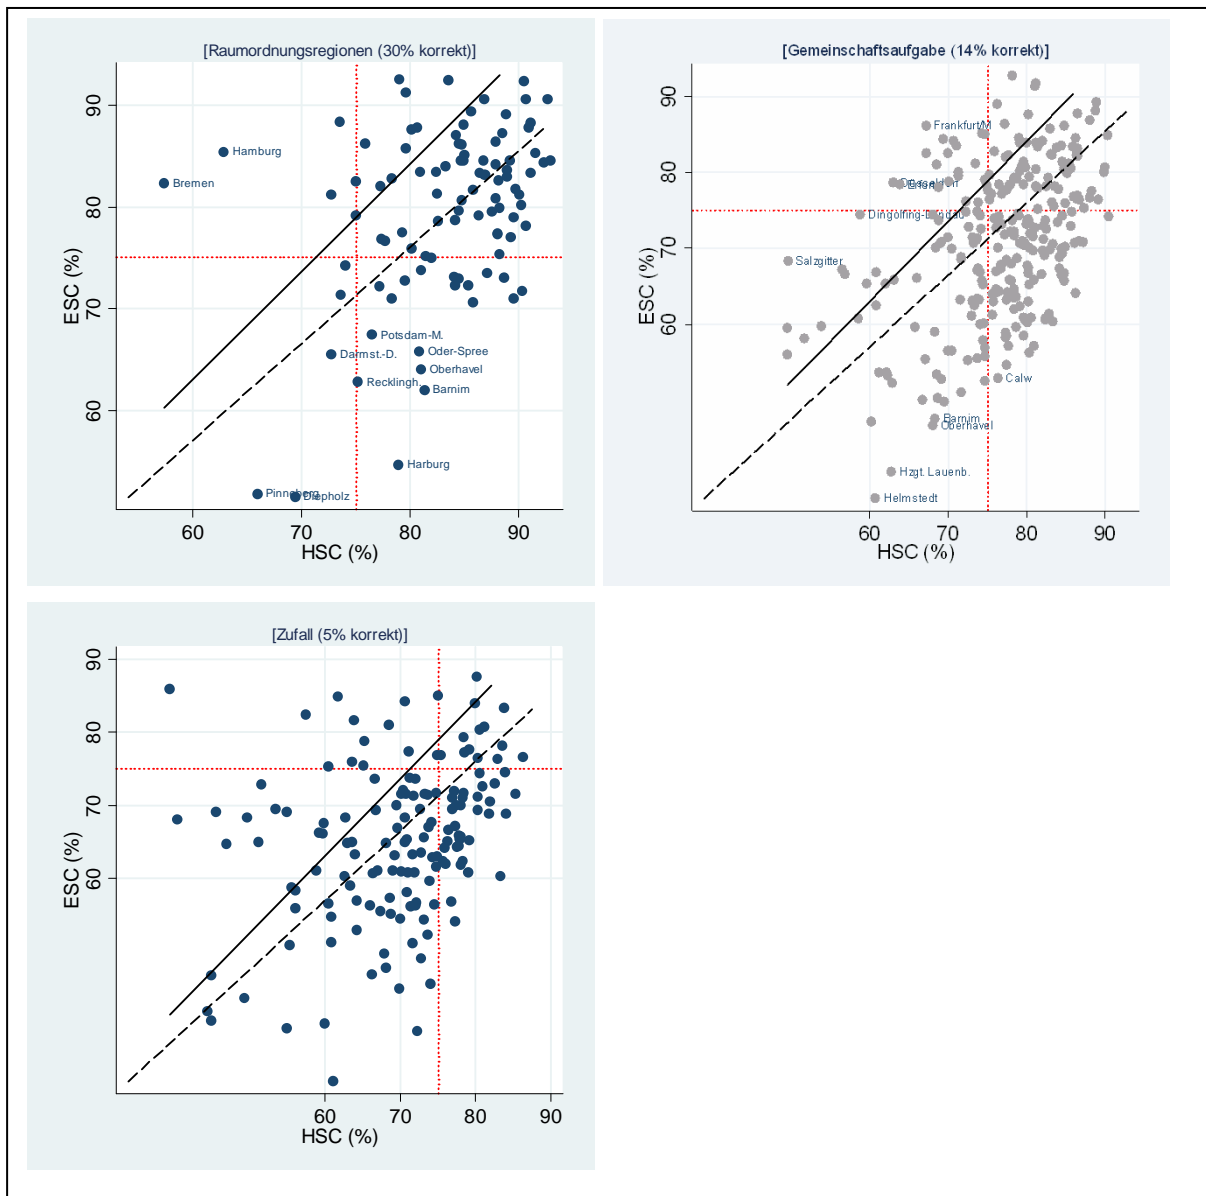 [Raumordnungsregionen (30% korrekt)]
90
80
70
60
ESC (%)
Hamburg
Bremen
Potsdam-M.
Darmst.-D.
Oder-Spree
Oberhavel
Recklingh.
Barnim
Harburg
Pinneberg
Diepholz
60 70 80 90
HSC (%)
[Gemeinschaftsaufgabe (14% korrekt)]
90
80
70
60
ESC (%)
Frankfurt/M
Düsseldorf
Dingolfing-Landau
Salzgitter
Calw
Barnim
Oberhavel
Hzgt. Lauenb.
Helmstedt
60 70 80 90
HSC (%)
[Zufall (5% korrekt)]
90
80
70
60
ESC (%)
60 70 80 90
HSC (%)